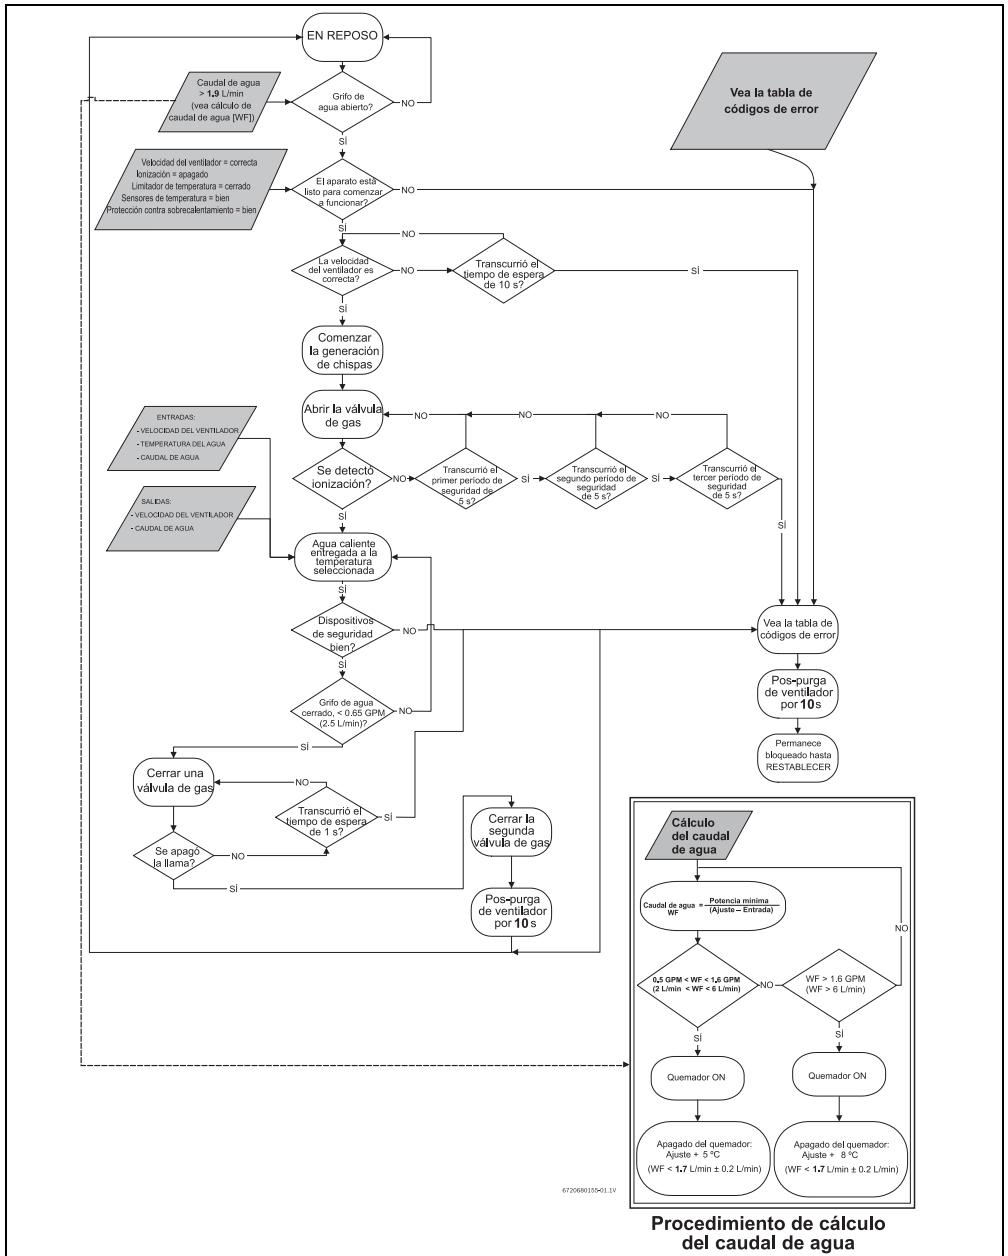 EN REPOSO
Caudal de agua
> 1.9 L/min
(vea cálculo de
caudal de agua [WF])
Grifo de
agua abierto?
NO
Vea la tabla de
códigos de error
SÍ
Velocidad del ventilador = correcta
Ionización = apagado
Limitador de temperatura = cerrado
Sensores de temperatura = bien
Protección contra sobrecalentamiento = bien
El aparato está
listo para comenzar
a funcionar?
NO
SÍ
NO
La velocidad
del ventilador es
correcta?
NO
Transcurrió el
tiempo de espera
de 10 s?
SÍ
SÍ
Comenzar
la generación
de chispas
Abrir la válvula
de gas
NO
NO
NO
ENTRADAS:
- VELOCIDAD DEL VENTILADOR
- TEMPERATURA DEL AGUA
- CAUDAL DE AGUA
Se detectó
ionización?
NO
Transcurrió el
primer período de
seguridad de
5 s?
SÍ
Transcurrió el
segundo período de
seguridad
de 5 s?
SÍ
Transcurrió el
tercer período de
seguridad
de 5 s?
SÍ
SÍ
SALIDAS:
- VELOCIDAD DEL VENTILADOR
- CAUDAL DE AGUA
Agua caliente
entregada a la
temperatura
seleccionada
SÍ
Dispositivos
de seguridad
bien?
NO
Vea la tabla de
códigos de error
SÍ
Grifo de agua
cerrado, < 0.65 GPM
(2.5 L/min)?
NO
Pos-purga
de ventilador
por 10 s
SÍ
Permanece
bloqueado hasta
RESTABLECER
Cerrar una
válvula de gas
NO
Transcurrió el
tiempo de espera
de 1 s?
SÍ
Se apagó
la llama?
NO
SÍ
Cerrar la
segunda
válvula de gas
Pos-purga
de ventilador
por 10 s
Cálculo
del caudal
de agua
Caudal de agua
WF
= Potencia mínima
(Ajuste – Entrada)
NO
0.5 GPM < WF < 1.6 GPM
(2 L/min < WF < 6 L/min)
NO
WF > 1.6 GPM
(WF > 6 L/min)
SÍ
SÍ
Quemador ON
Quemador ON
Apagado del quemador:
Ajuste + 5 ºC
(WF < 1.7 L/min ± 0.2 L/min)
Apagado del quemador:
Ajuste + 8 ºC
(WF < 1.7 L/min ± 0.2 L/min)
6720680155-01.1V
Procedimiento de cálculo
del caudal de agua